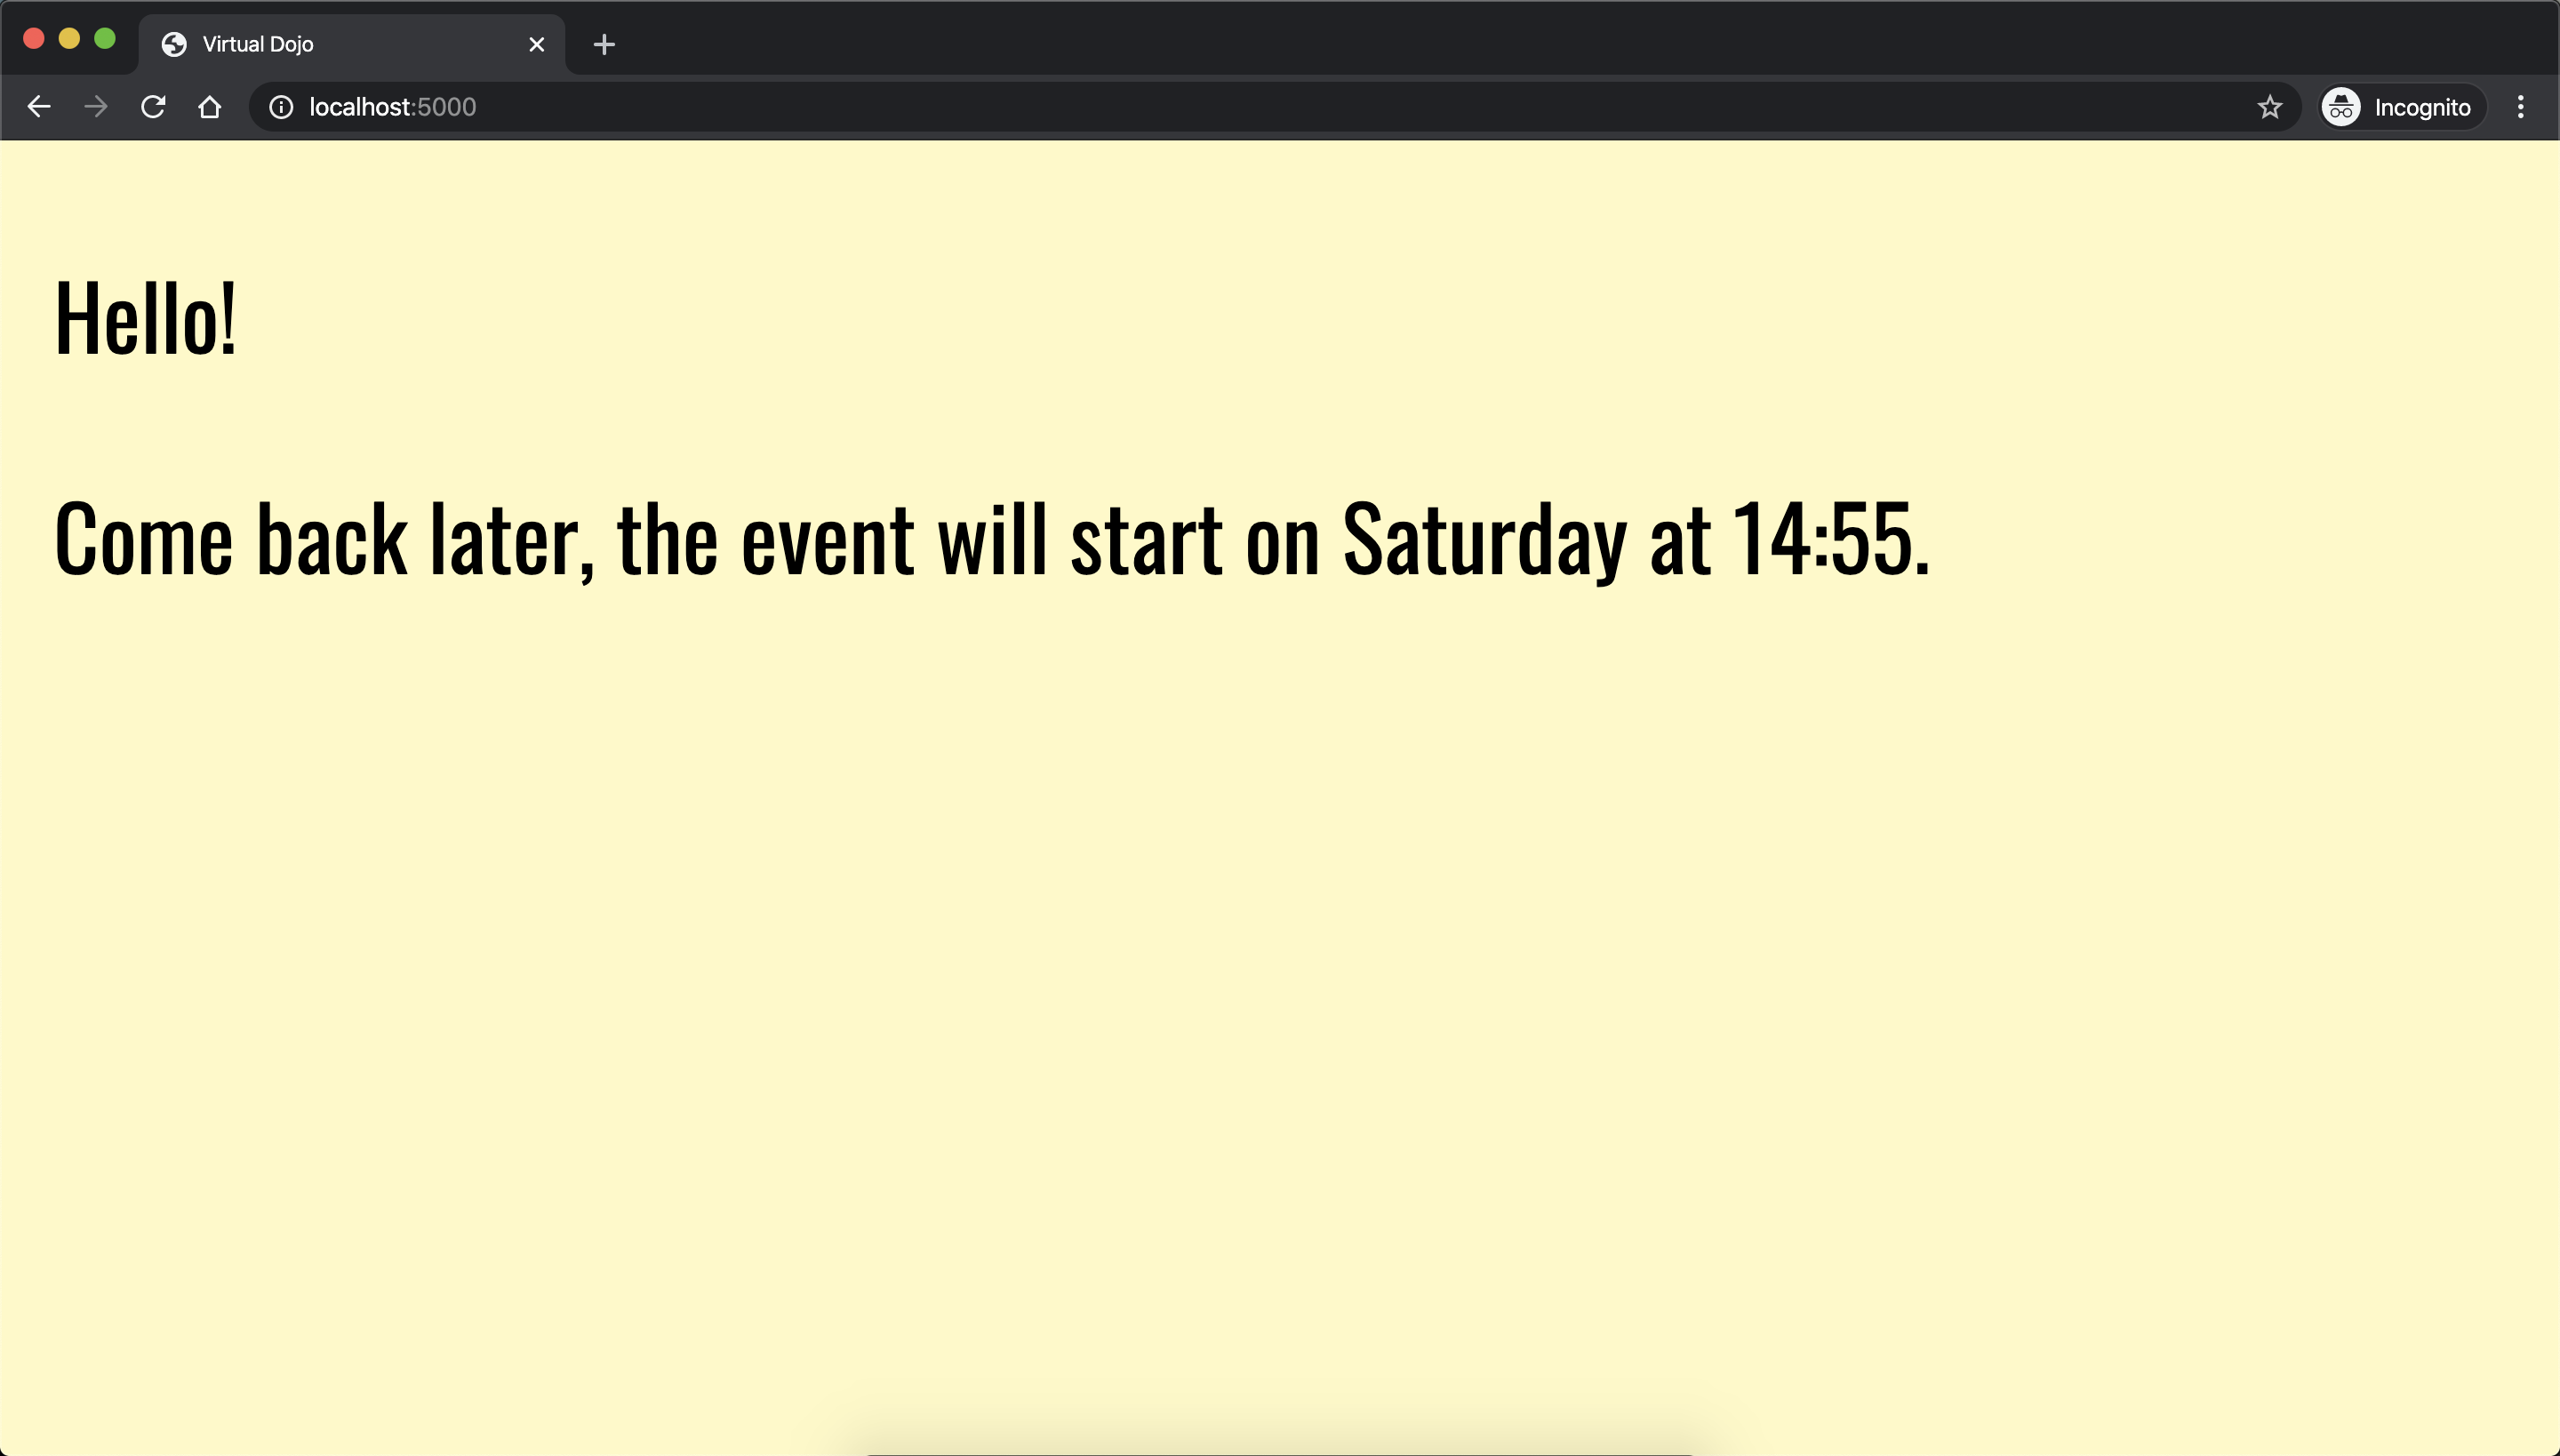 Virtual Dojo
localhost:5000
Incognito
Hello!
Come back later, the event will start on Saturday at 14:55.